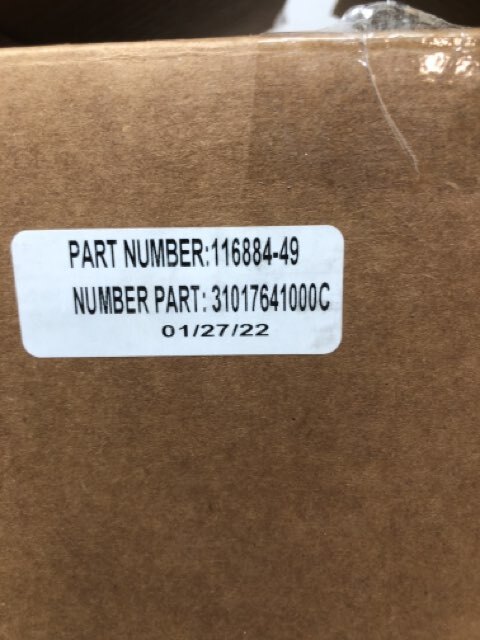 PART NUMBER:116884-49
NUMBER PART: 31017641000C
01/27/22